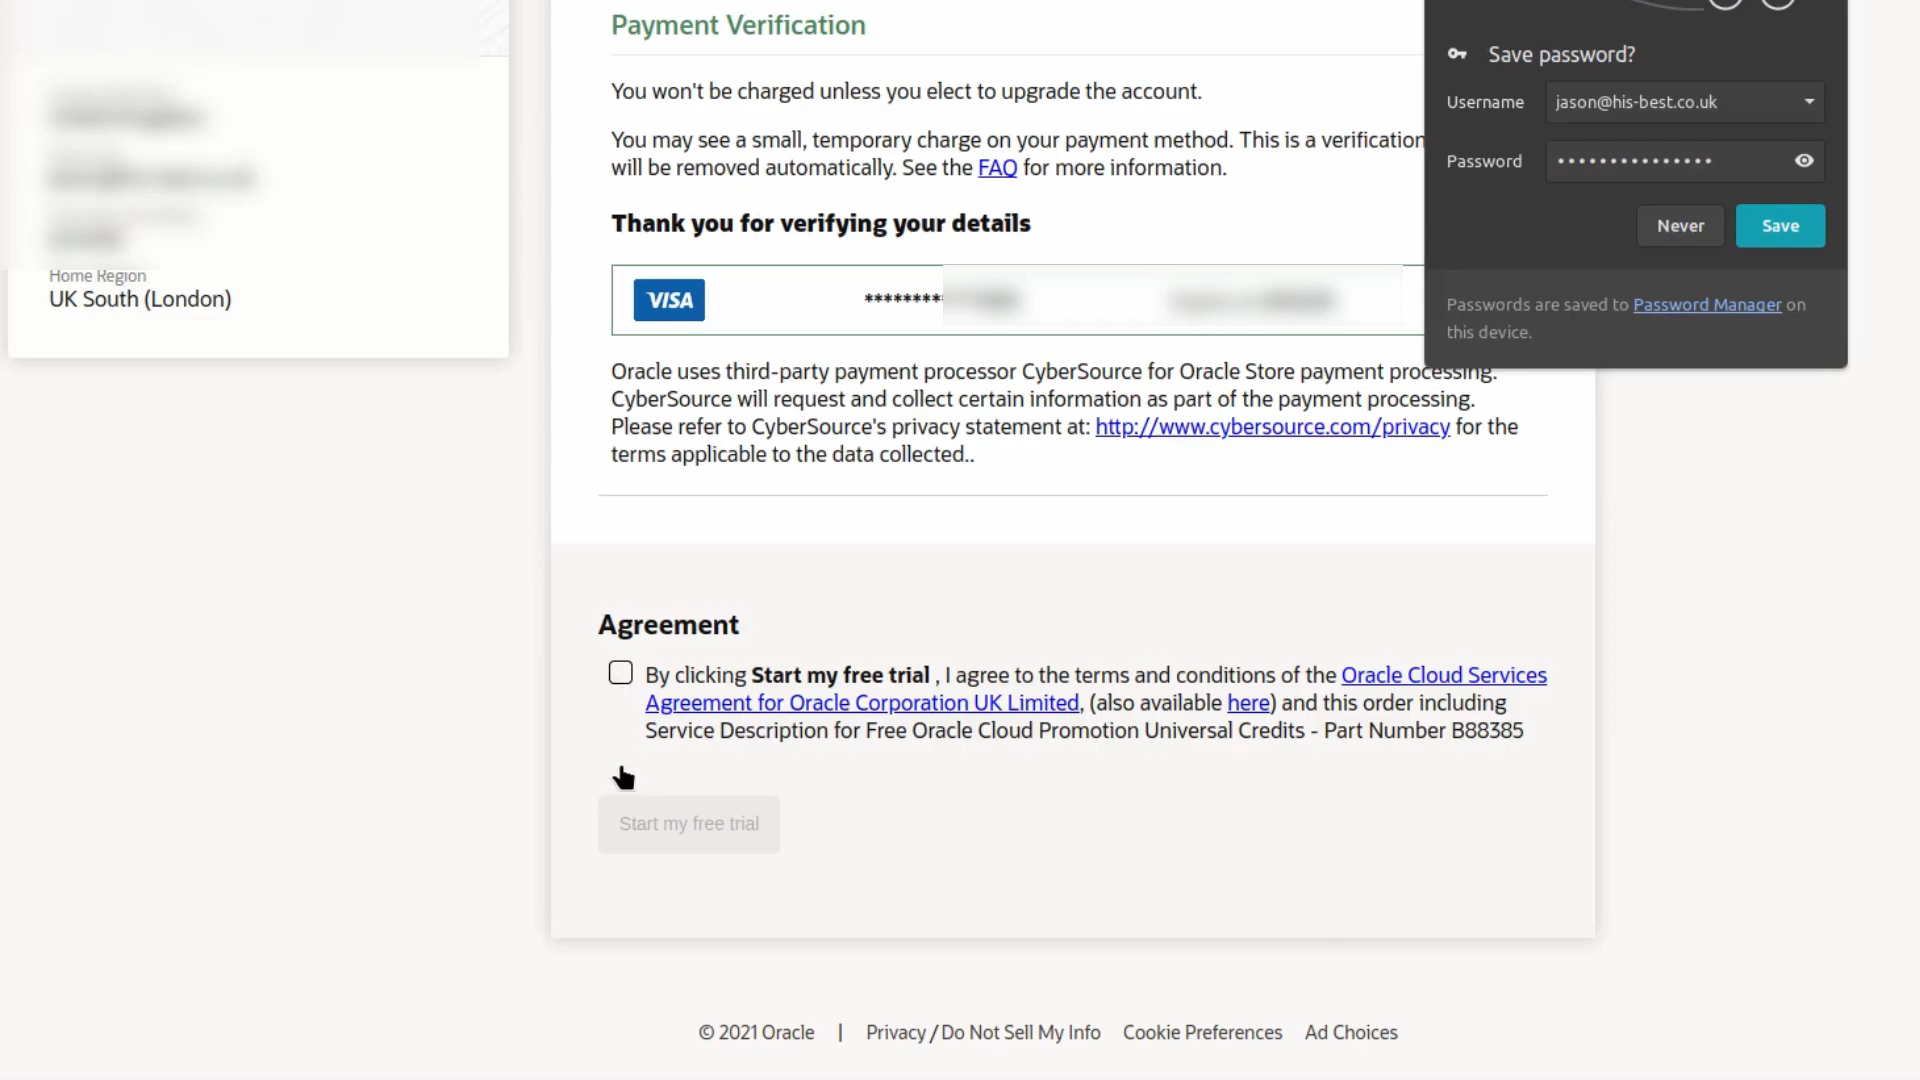 Home Region
UK South (London)
Payment Verification
You won't be charged unless you elect to upgrade the account.
You may see a small, temporary charge on your payment method. This is a verification
will be removed automatically. See the FAQ for more information.
Thank you for verifying your details
VISA *********
Oracle uses third-party payment processor CyberSource for Oracle Store payment processing.
CyberSource will request and collect certain information as part of the payment processing.
Please refer to CyberSource's privacy statement at: http://www.cybersource.com/privacy for the
terms applicable to the data collected..
Agreement
By clicking Start my free trial , I agree to the terms and conditions of the Oracle Cloud Services
Agreement for Oracle Corporation UK Limited, (also available here) and this order including
Service Description for Free Oracle Cloud Promotion Universal Credits - Part Number B88385
Start my free trial
Save password?
Username jason@his-best.co.uk
Password •••••••••••••••
Never Save
Passwords are saved to Password Manager on
this device.
© 2021 Oracle | Privacy / Do Not Sell My Info Cookie Preferences Ad Choices